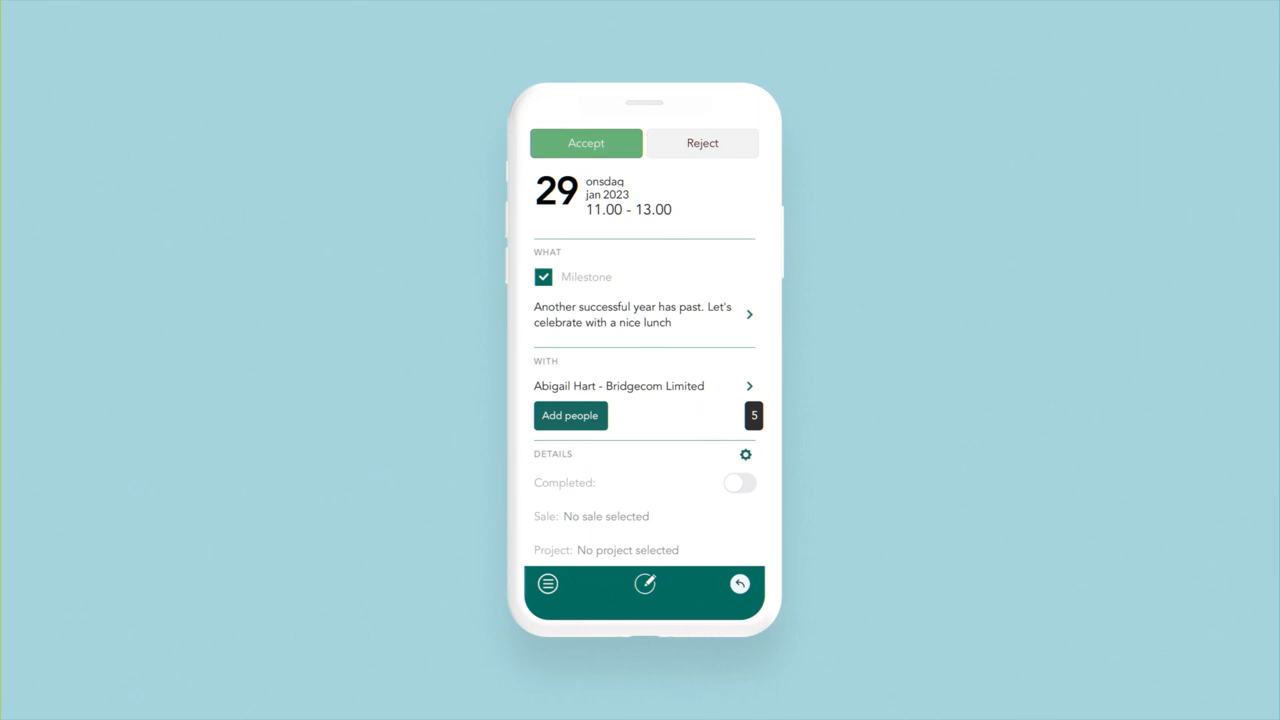 Accept Reject
29 onsdag
jan 2023
11.00 - 13.00
WHAT
Milestone
Another successful year has past. Let's
celebrate with a nice lunch
WITH
Abigail Hart - Bridgecom Limited
Add people 5
DETAILS
Completed:
Sale: No sale selected
Project: No project selected